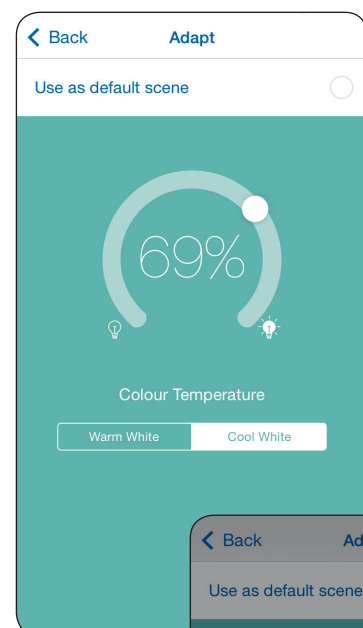 Back Adapt
Use as default scene
69%
Colour Temperature
Warm White Cool White
Back Ad
Use as default scene